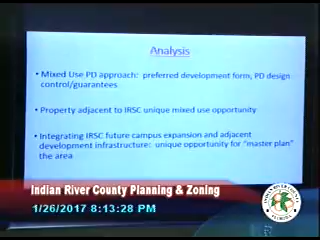 Analysis
• Mixed Use PD approach: preferred development form, PD design
control/guarantees
• Property adjacent to IRSC unique mixed use opportunity
• Integrating IRSC future campus expansion and adjacent
development infrastructure: unique opportunity for "master plan"
the area
Indian River County Planning & Zoning
1/26/2017 8:13:28 PM
FLORIDA